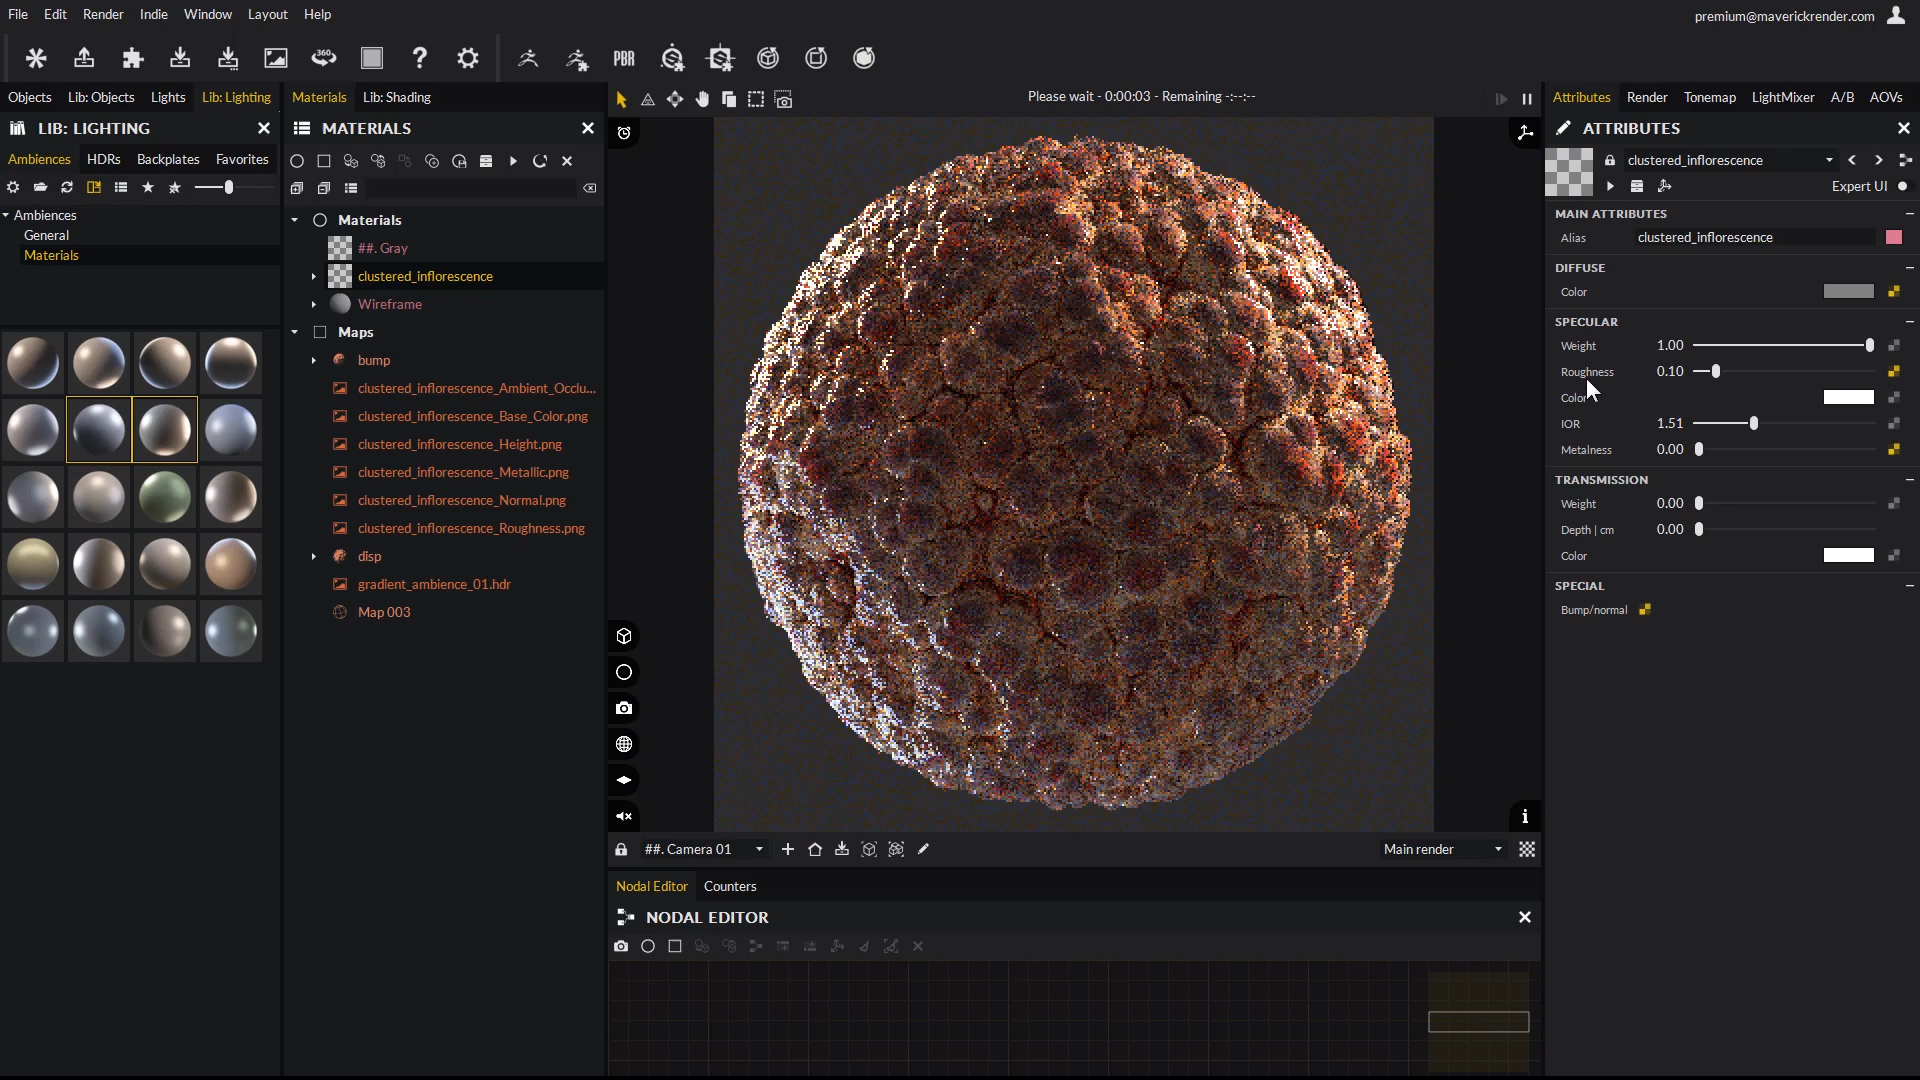 File Edit Render Indie Window Layout Help
premium@maverickrender.com
360°
PBR
Objects Lib: Objects Lights Lib: Lighting
Materials Lib: Shading
Please wait - 0:00:03 - Remaining -:--:--
Attributes Render Tonemap LightMixer A/B AOVs
LIB: LIGHTING
MATERIALS
ATTRIBUTES
Ambiences HDRs Backplates Favorites
clustered_inflorescence
Expert UI
Ambiences
General
Materials
Materials
##. Gray
clustered_inflorescence
Wireframe
Maps
bump
clustered_inflorescence_Ambient_Occlu...
clustered_inflorescence_Base_Color.png
clustered_inflorescence_Height.png
clustered_inflorescence_Metallic.png
clustered_inflorescence_Normal.png
clustered_inflorescence_Roughness.png
disp
gradient_ambience_01.hdr
Map 003
MAIN ATTRIBUTES
Alias clustered_inflorescence
DIFFUSE
Color
SPECULAR
Weight 1.00
Roughness 0.10
Color
IOR 1.51
Metalness 0.00
TRANSMISSION
Weight 0.00
Depth | cm 0.00
Color
SPECIAL
Bump/normal
##. Camera 01
Main render
Nodal Editor Counters
NODAL EDITOR